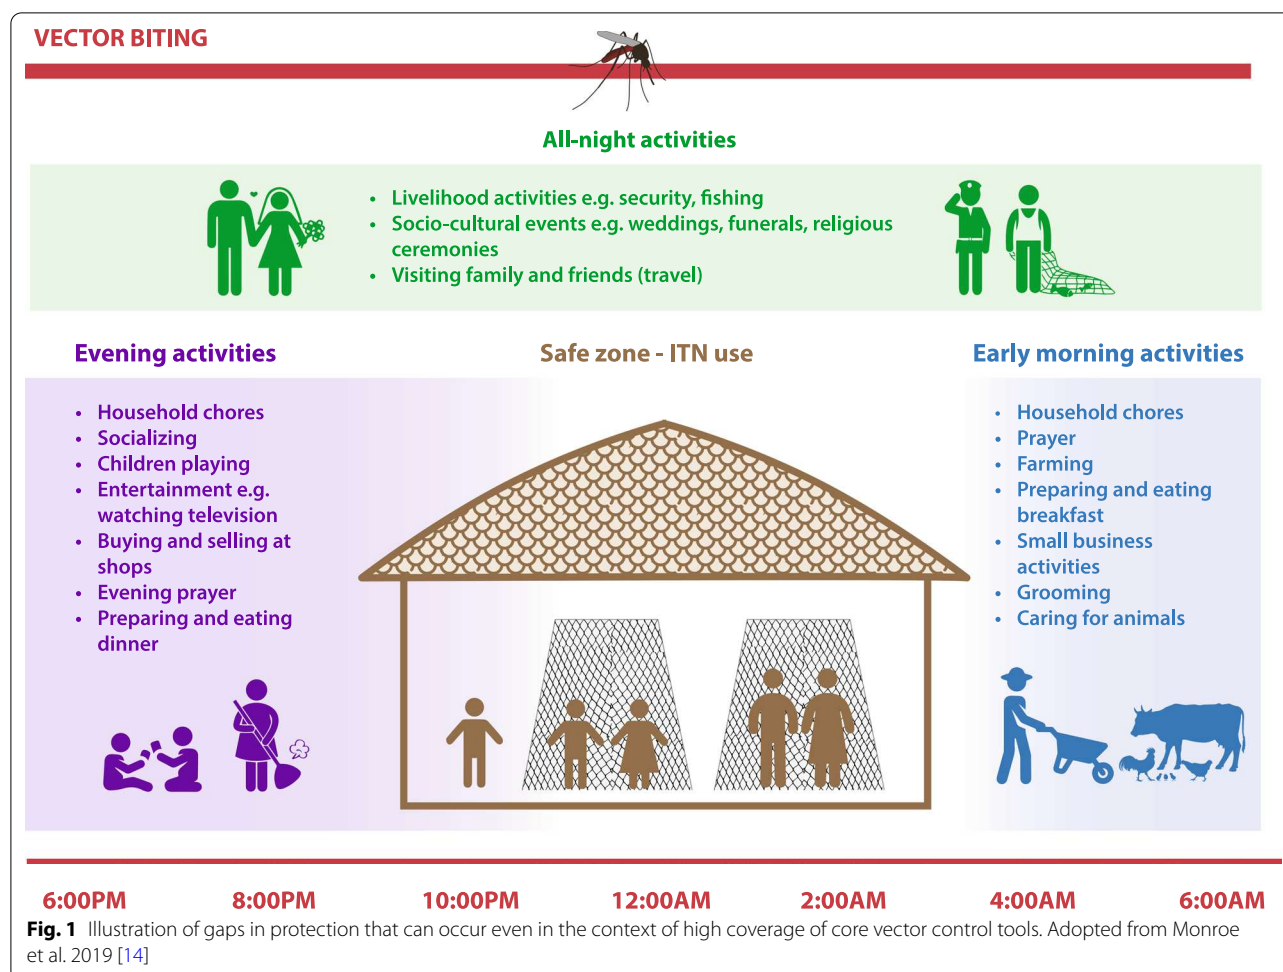 VECTOR BITING
All-night activities
• Livelihood activities e.g. security, fishing
• Socio-cultural events e.g. weddings, funerals, religious
ceremonies
• Visiting family and friends (travel)
Evening activities
• Household chores
• Socializing
• Children playing
• Entertainment e.g.
watching television
• Buying and selling at
shops
• Evening prayer
• Preparing and eating
dinner
Safe zone - ITN use
Early morning activities
• Household chores
• Prayer
• Farming
• Preparing and eating
breakfast
• Small business
activities
• Grooming
• Caring for animals
6:00PM 8:00PM 10:00PM 12:00AM 2:00AM 4:00AM 6:00AM
Fig. 1 Illustration of gaps in protection that can occur even in the context of high coverage of core vector control tools. Adopted from Monroe
et al. 2019 [14]